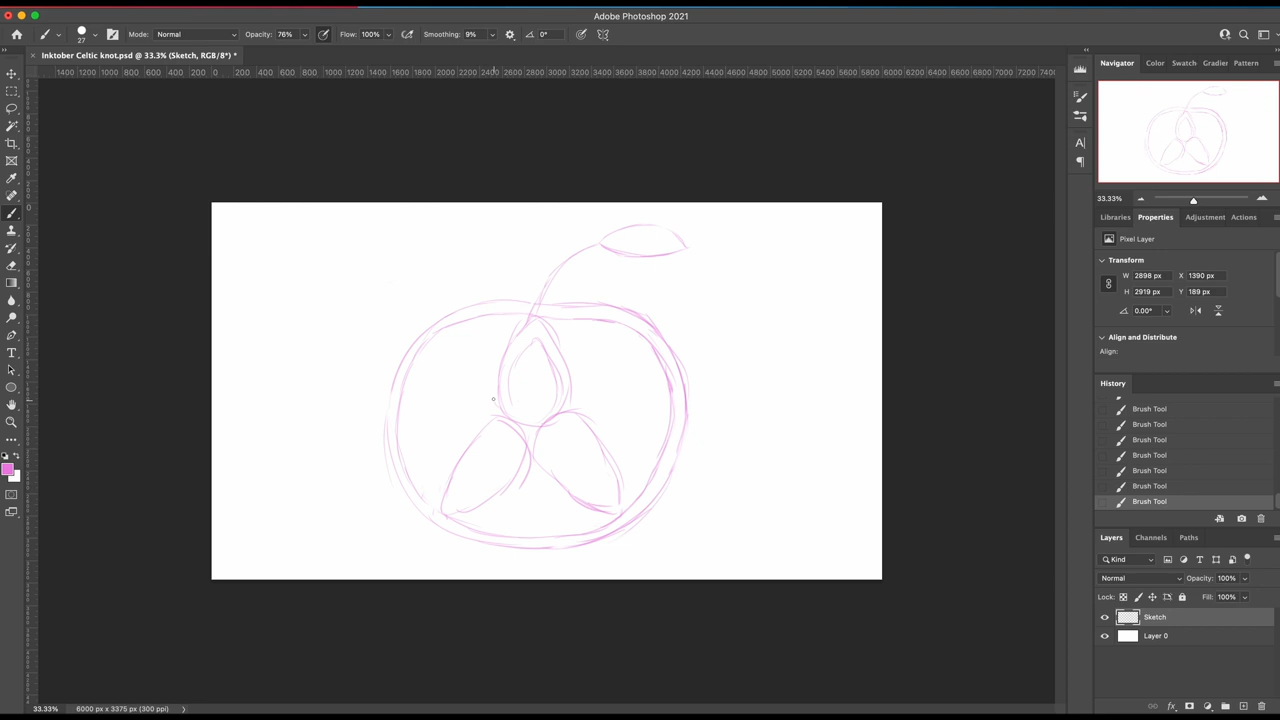 Adobe Photoshop 2021
27 Mode: Normal Opacity: 76% Flow: 100% Smoothing: 9% 0°
Inktober Celtic knot.psd @ 33.3% (Sketch, RGB/8*) *
1400 1200 1000 800 600 400 200 0 200 400 600 800 1000 1200 1400 1600 1800 2000 2200 2400 2600 2800 3000 3200 3400 3600 3800 4000 4200 4400 4600 4800 5000 5200 5400 5600 5800 6000 6200 6400 6600 6800 7000 7200 7400
Navigator Color Swatch Gradier Pattern
33.33%
Libraries Properties Adjustment Actions
Pixel Layer
Transform
W 2898 px X 1390 px
H 2919 px Y 189 px
0.00°
Align and Distribute
Align:
History
Brush Tool
Brush Tool
Brush Tool
Brush Tool
Brush Tool
Brush Tool
Brush Tool
Layers Channels Paths
Kind
Normal Opacity: 100%
Lock: Fill: 100%
Sketch
Layer 0
33.33% 6000 px x 3375 px (300 ppi)